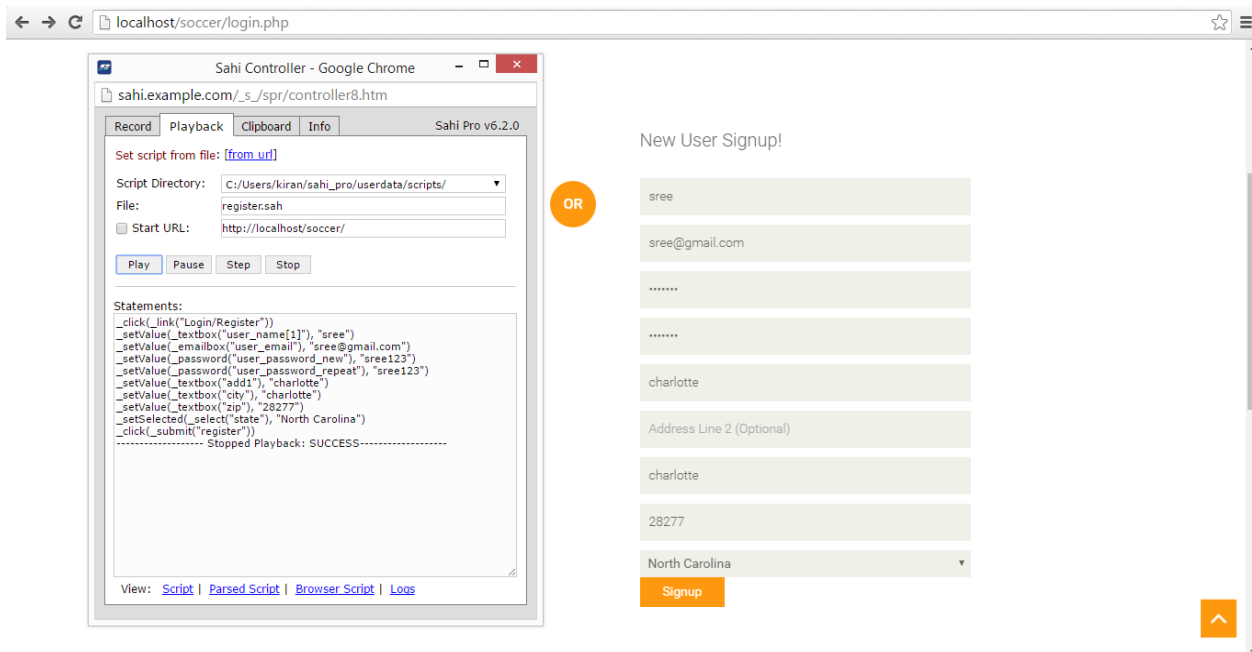 localhost/soccer/login.php
Sahi Controller - Google Chrome
sahi.example.com/_s_/spr/controller8.htm
Record Playback Clipboard Info Sahi Pro v6.2.0
Set script from file: [from url]
Script Directory: C:/Users/kiran/sahi_pro/userdata/scripts/
File: register.sah
Start URL: http://localhost/soccer/
Play Pause Step Stop
Statements:
_click(_link("Login/Register"))
_setValue(_textbox("user_name[1]"), "sree")
_setValue(_emailbox("user_email"), "sree@gmail.com")
_setValue(_password("user_password_new"), "sree123")
_setValue(_password("user_password_repeat"), "sree123")
_setValue(_textbox("add1"), "charlotte")
_setValue(_textbox("city"), "charlotte")
_setValue(_textbox("zip"), "28277")
_setSelected(_select("state"), "North Carolina")
_click(_submit("register"))
------------------- Stopped Playback: SUCCESS-------------------
View: Script | Parsed Script | Browser Script | Logs
OR
New User Signup!
sree
sree@gmail.com
•••••••
•••••••
charlotte
Address Line 2 (Optional)
charlotte
28277
North Carolina
Signup